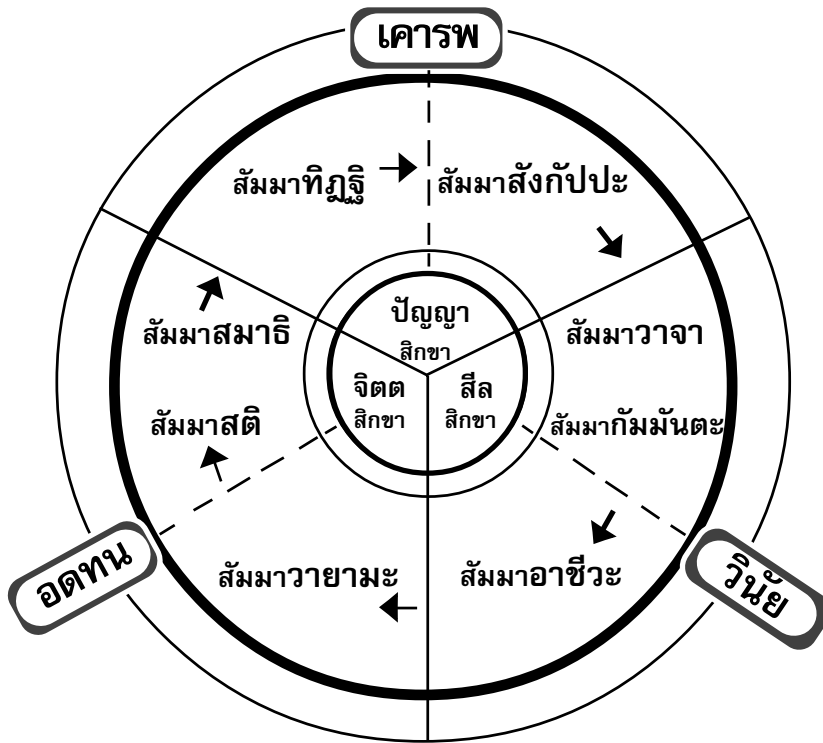 เคารพ
สัมมาทิฎฐิ
สัมมาสังกัปปะ
ปัญญา
สิกขา
สัมมาวาจา
สัมมาสมาธิ
จิตต
สิกขา
สีล
สิกขา
สัมมากัมมันตะ
สัมมาสติ
สัมมาอาชีวะ
สัมมาวายามะ
อดทน
วินัย